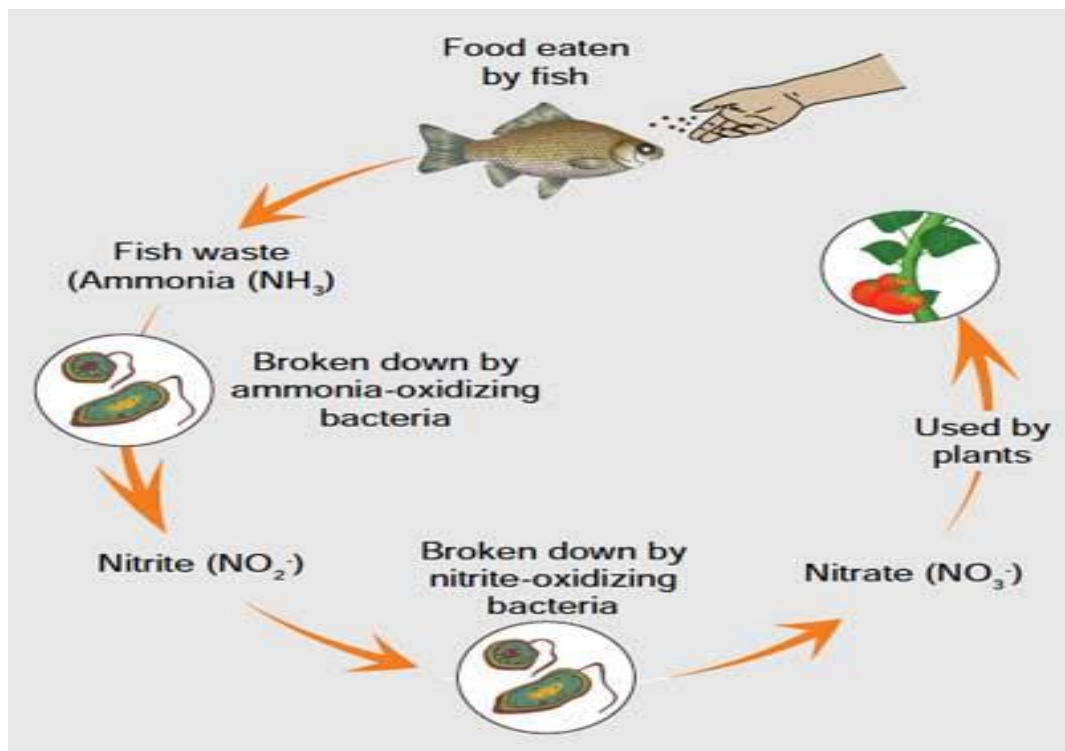 Food eaten
by fish
Fish waste
(Ammonia (NH₃)
Broken down by
ammonia-oxidizing
bacteria
Nitrite (NO₂⁻)
Broken down by
nitrite-oxidizing
bacteria
Nitrate (NO₃⁻)
Used by
plants